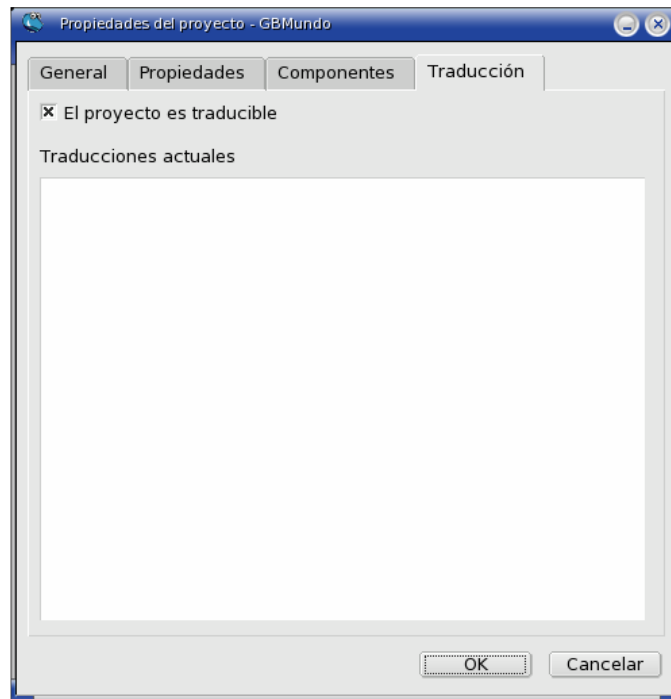 Propiedades del proyecto - GBMundo
General Propiedades Componentes Traducción
El proyecto es traducible
Traducciones actuales
OK Cancelar